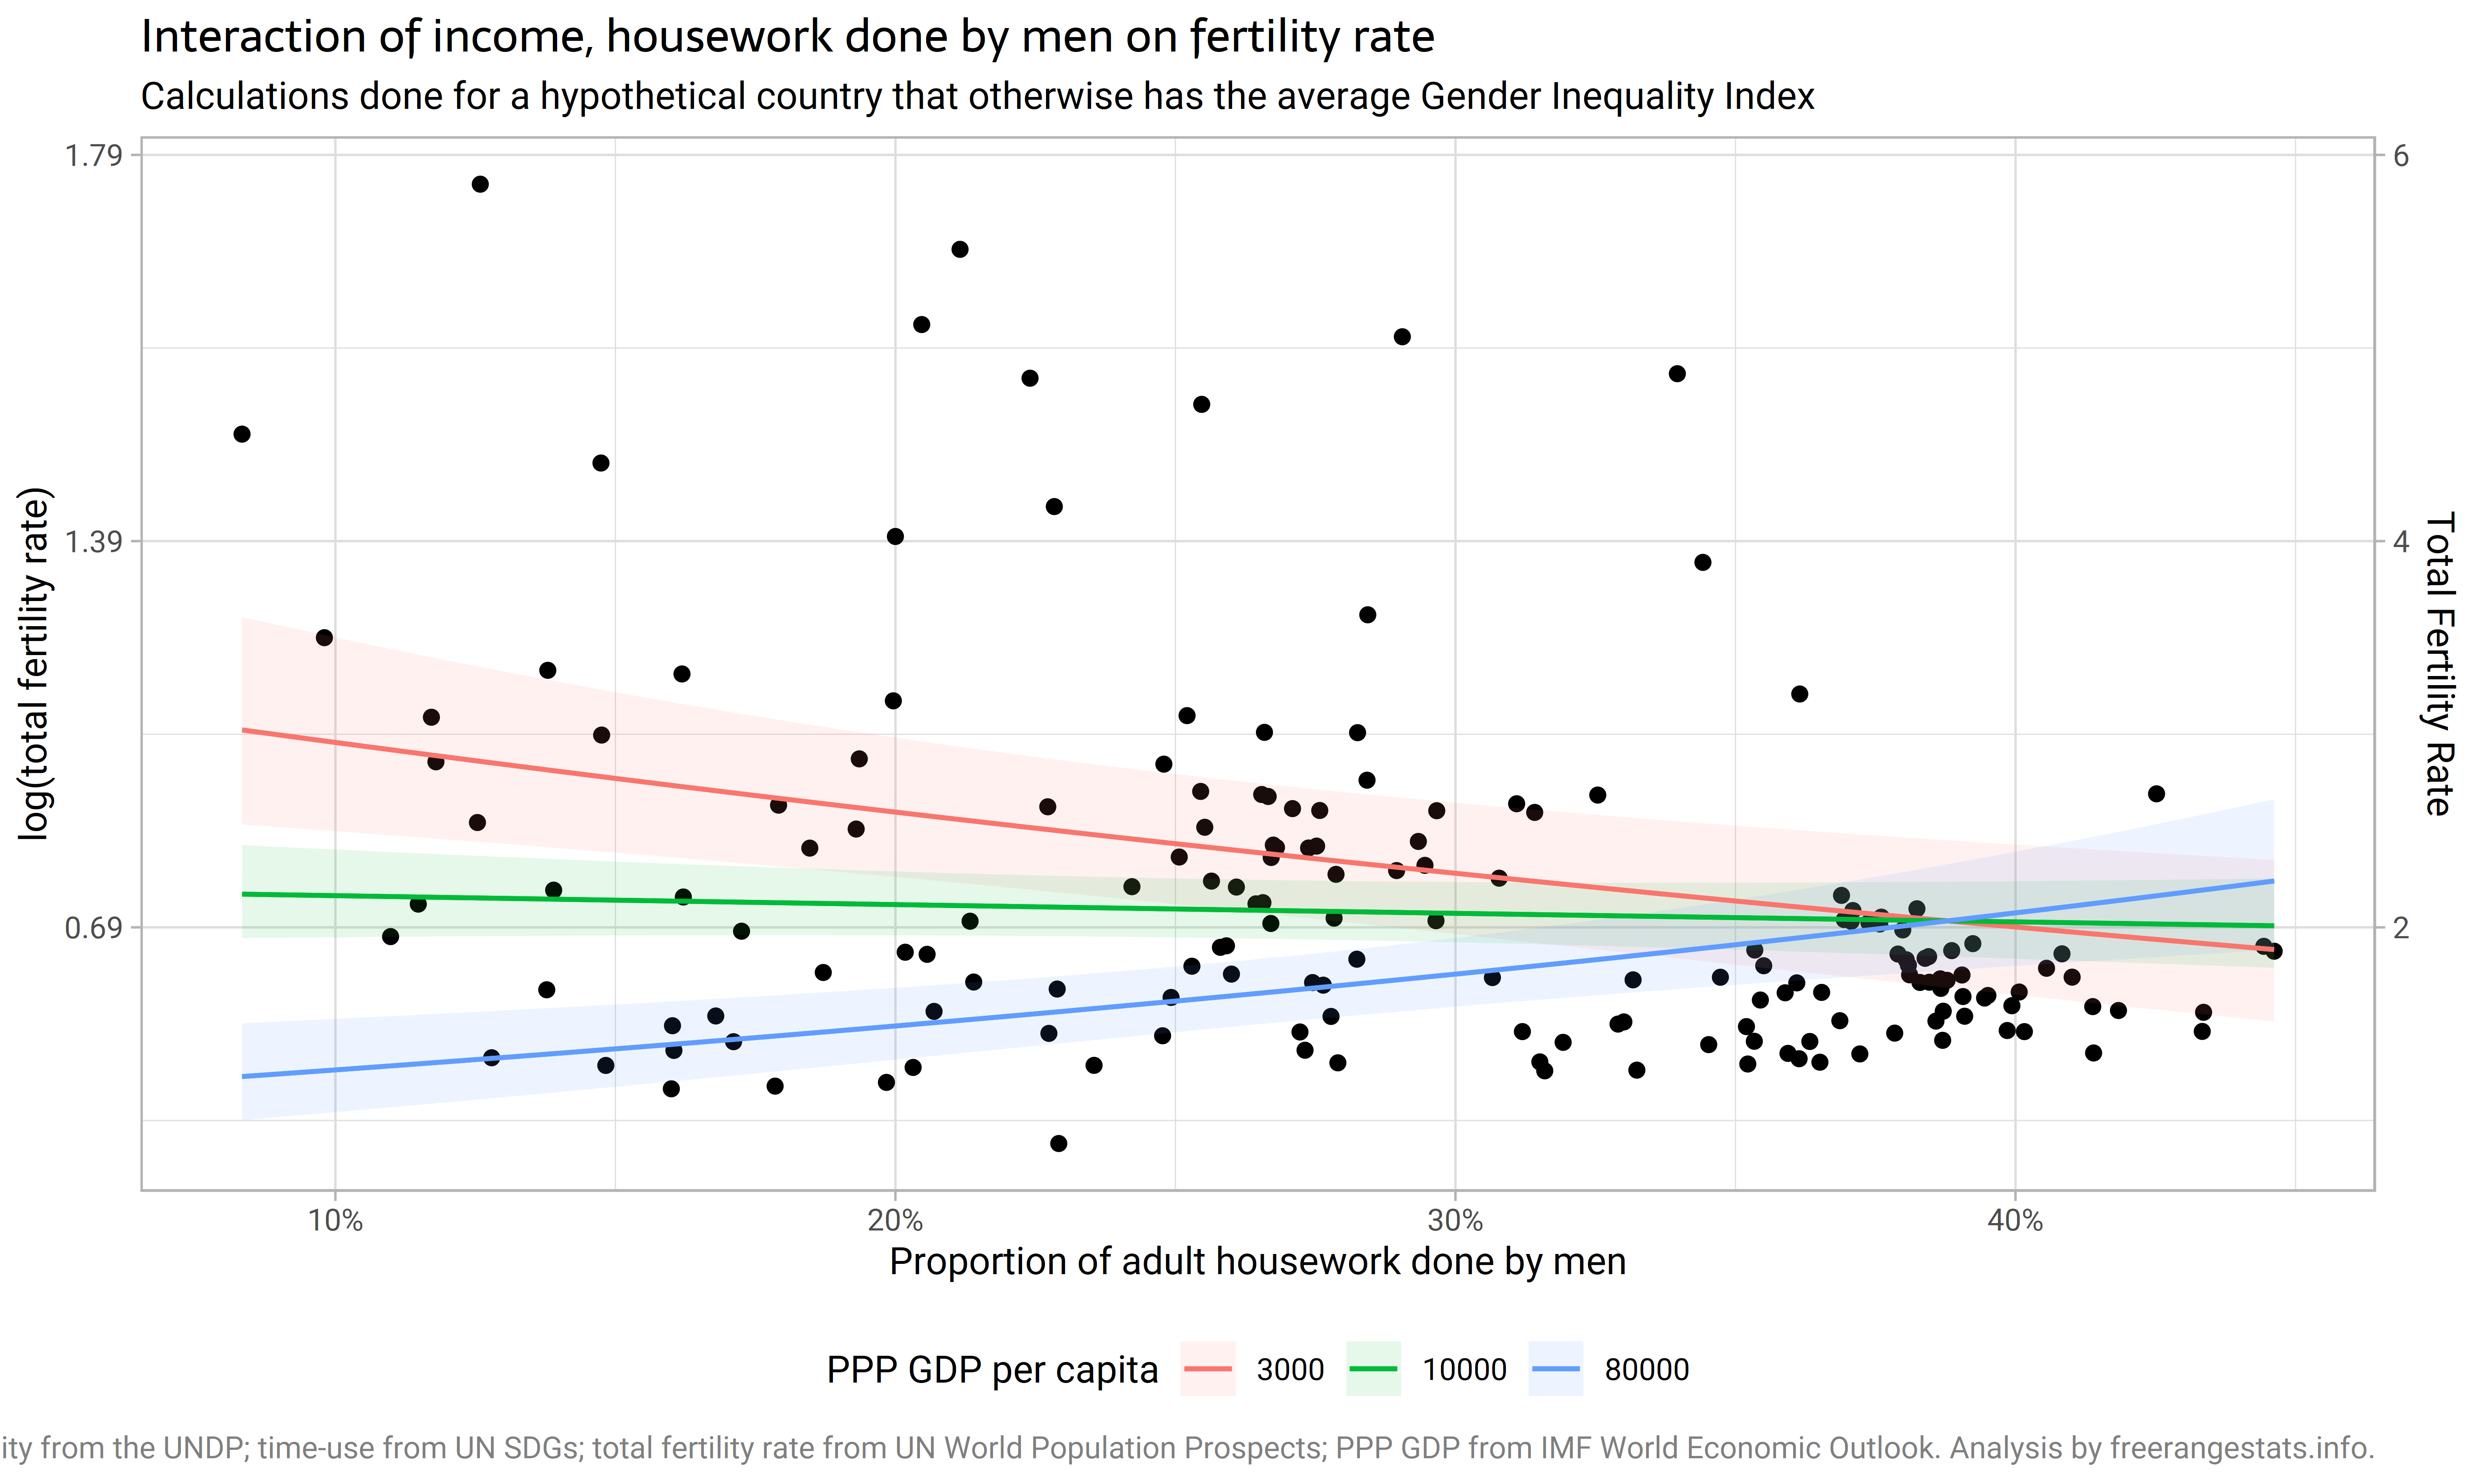 Interaction of income, housework done by men on fertility rate
Calculations done for a hypothetical country that otherwise has the average Gender Inequality Index
log(total fertility rate)
1.79
1.39
0.69
6
4
2
Total Fertility Rate
10%
20%
30%
40%
Proportion of adult housework done by men
PPP GDP per capita
3000
10000
80000
ity from the UNDP; time-use from UN SDGs; total fertility rate from UN World Population Prospects; PPP GDP from IMF World Economic Outlook. Analysis by freerangestats.info.